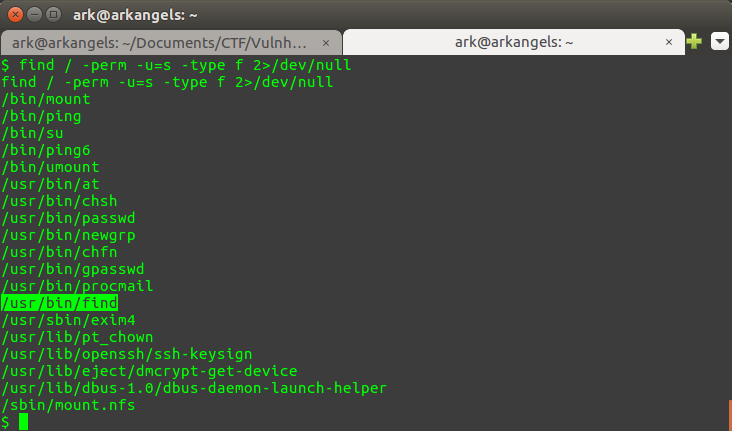 ark@arkangels: ~
ark@arkangels: ~/Documents/CTF/Vulnh... ×
ark@arkangels: ~ ×
$ find / -perm -u=s -type f 2>/dev/null
find / -perm -u=s -type f 2>/dev/null
/bin/mount
/bin/ping
/bin/su
/bin/ping6
/bin/umount
/usr/bin/at
/usr/bin/chsh
/usr/bin/passwd
/usr/bin/newgrp
/usr/bin/chfn
/usr/bin/gpasswd
/usr/bin/procmail
/usr/bin/find
/usr/sbin/exim4
/usr/lib/pt_chown
/usr/lib/openssh/ssh-keysign
/usr/lib/eject/dmcrypt-get-device
/usr/lib/dbus-1.0/dbus-daemon-launch-helper
/sbin/mount.nfs
$